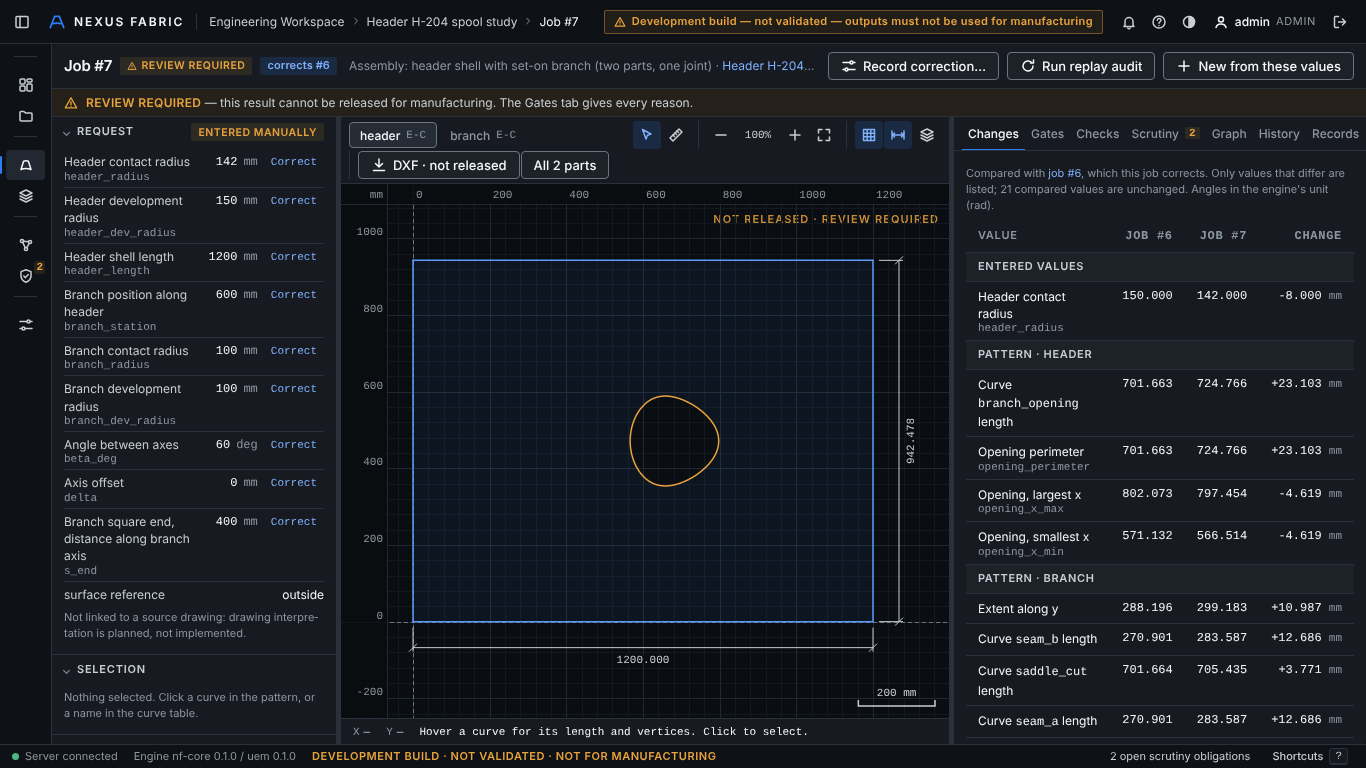 NEXUS FABRIC
Engineering Workspace > Header H-204 spool study > Job #7
Development build — not validated — outputs must not be used for manufacturing
admin ADMIN
Job #7
REVIEW REQUIRED
corrects #6
Assembly: header shell with set-on branch (two parts, one joint) · Header H-204...
Record correction...
Run replay audit
New from these values
REVIEW REQUIRED — this result cannot be released for manufacturing. The Gates tab gives every reason.
REQUEST
ENTERED MANUALLY
Header contact radius 142 mm Correct
header_radius
Header development 150 mm Correct
radius
header_dev_radius
Header shell length 1200 mm Correct
header_length
Branch position along 600 mm Correct
header
branch_station
Branch contact radius 100 mm Correct
branch_radius
Branch development 100 mm Correct
radius
branch_dev_radius
Angle between axes 60 deg Correct
beta_deg
Axis offset 0 mm Correct
delta
Branch square end, 400 mm Correct
distance along branch
axis
s_end
surface reference outside
Not linked to a source drawing: drawing interpre-
tation is planned, not implemented.
SELECTION
Nothing selected. Click a curve in the pattern, or
a name in the curve table.
header E-C
branch E-C
100%
DXF · not released
All 2 parts
mm 0 200 400 600 800 1000 1200
NOT RELEASED · REVIEW REQUIRED
1000
800
600
400
200
0
-200
942.478
1200.000
200 mm
X — Y — Hover a curve for its length and vertices. Click to select.
Changes Gates Checks Scrutiny 2 Graph History Records
Compared with job #6, which this job corrects. Only values that differ are
listed; 21 compared values are unchanged. Angles in the engine's unit
(rad).
VALUE JOB #6 JOB #7 CHANGE
ENTERED VALUES
Header contact 150.000 142.000 -8.000 mm
radius
header_radius
PATTERN · HEADER
Curve 701.663 724.766 +23.103 mm
branch_opening
length
Opening perimeter 701.663 724.766 +23.103 mm
opening_perimeter
Opening, largest x 802.073 797.454 -4.619 mm
opening_x_max
Opening, smallest x 571.132 566.514 -4.619 mm
opening_x_min
PATTERN · BRANCH
Extent along y 288.196 299.183 +10.987 mm
Curve seam_b length 270.901 283.587 +12.686 mm
Curve saddle_cut 701.664 705.435 +3.771 mm
length
Curve seam_a length 270.901 283.587 +12.686 mm
2
Server connected
Engine nf-core 0.1.0 / uem 0.1.0
DEVELOPMENT BUILD · NOT VALIDATED · NOT FOR MANUFACTURING
2 open scrutiny obligations
Shortcuts ?